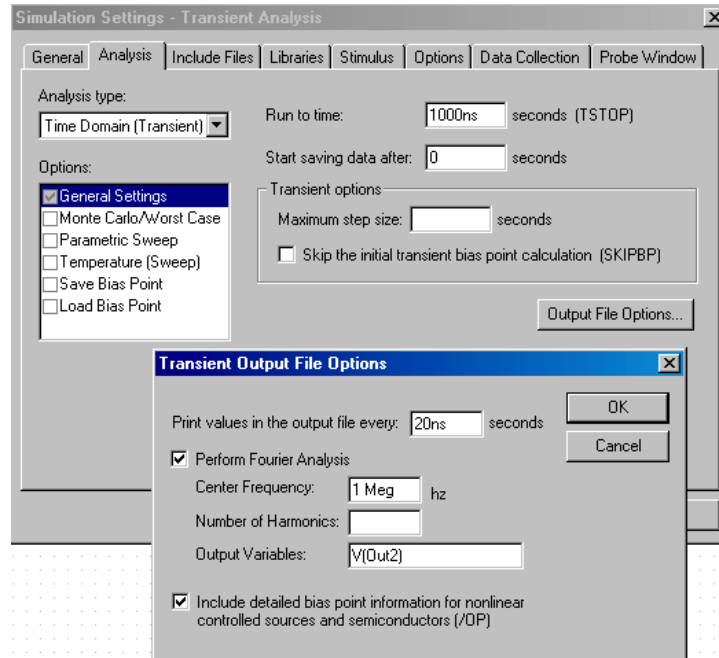 Simulation Settings - Transient Analysis
General Analysis Include Files Libraries Stimulus Options Data Collection Probe Window
Analysis type:
Time Domain (Transient)
Run to time: 1000ns seconds (TSTOP)
Start saving data after: 0 seconds
Options:
General Settings
Monte Carlo/Worst Case
Parametric Sweep
Temperature (Sweep)
Save Bias Point
Load Bias Point
Transient options
Maximum step size: seconds
Skip the initial transient bias point calculation (SKIPBP)
Output File Options...
Transient Output File Options
Print values in the output file every: 20ns seconds
OK
Cancel
Perform Fourier Analysis
Center Frequency: 1 Meg hz
Number of Harmonics:
Output Variables: V(Out2)
Include detailed bias point information for nonlinear
controlled sources and semiconductors (/OP)